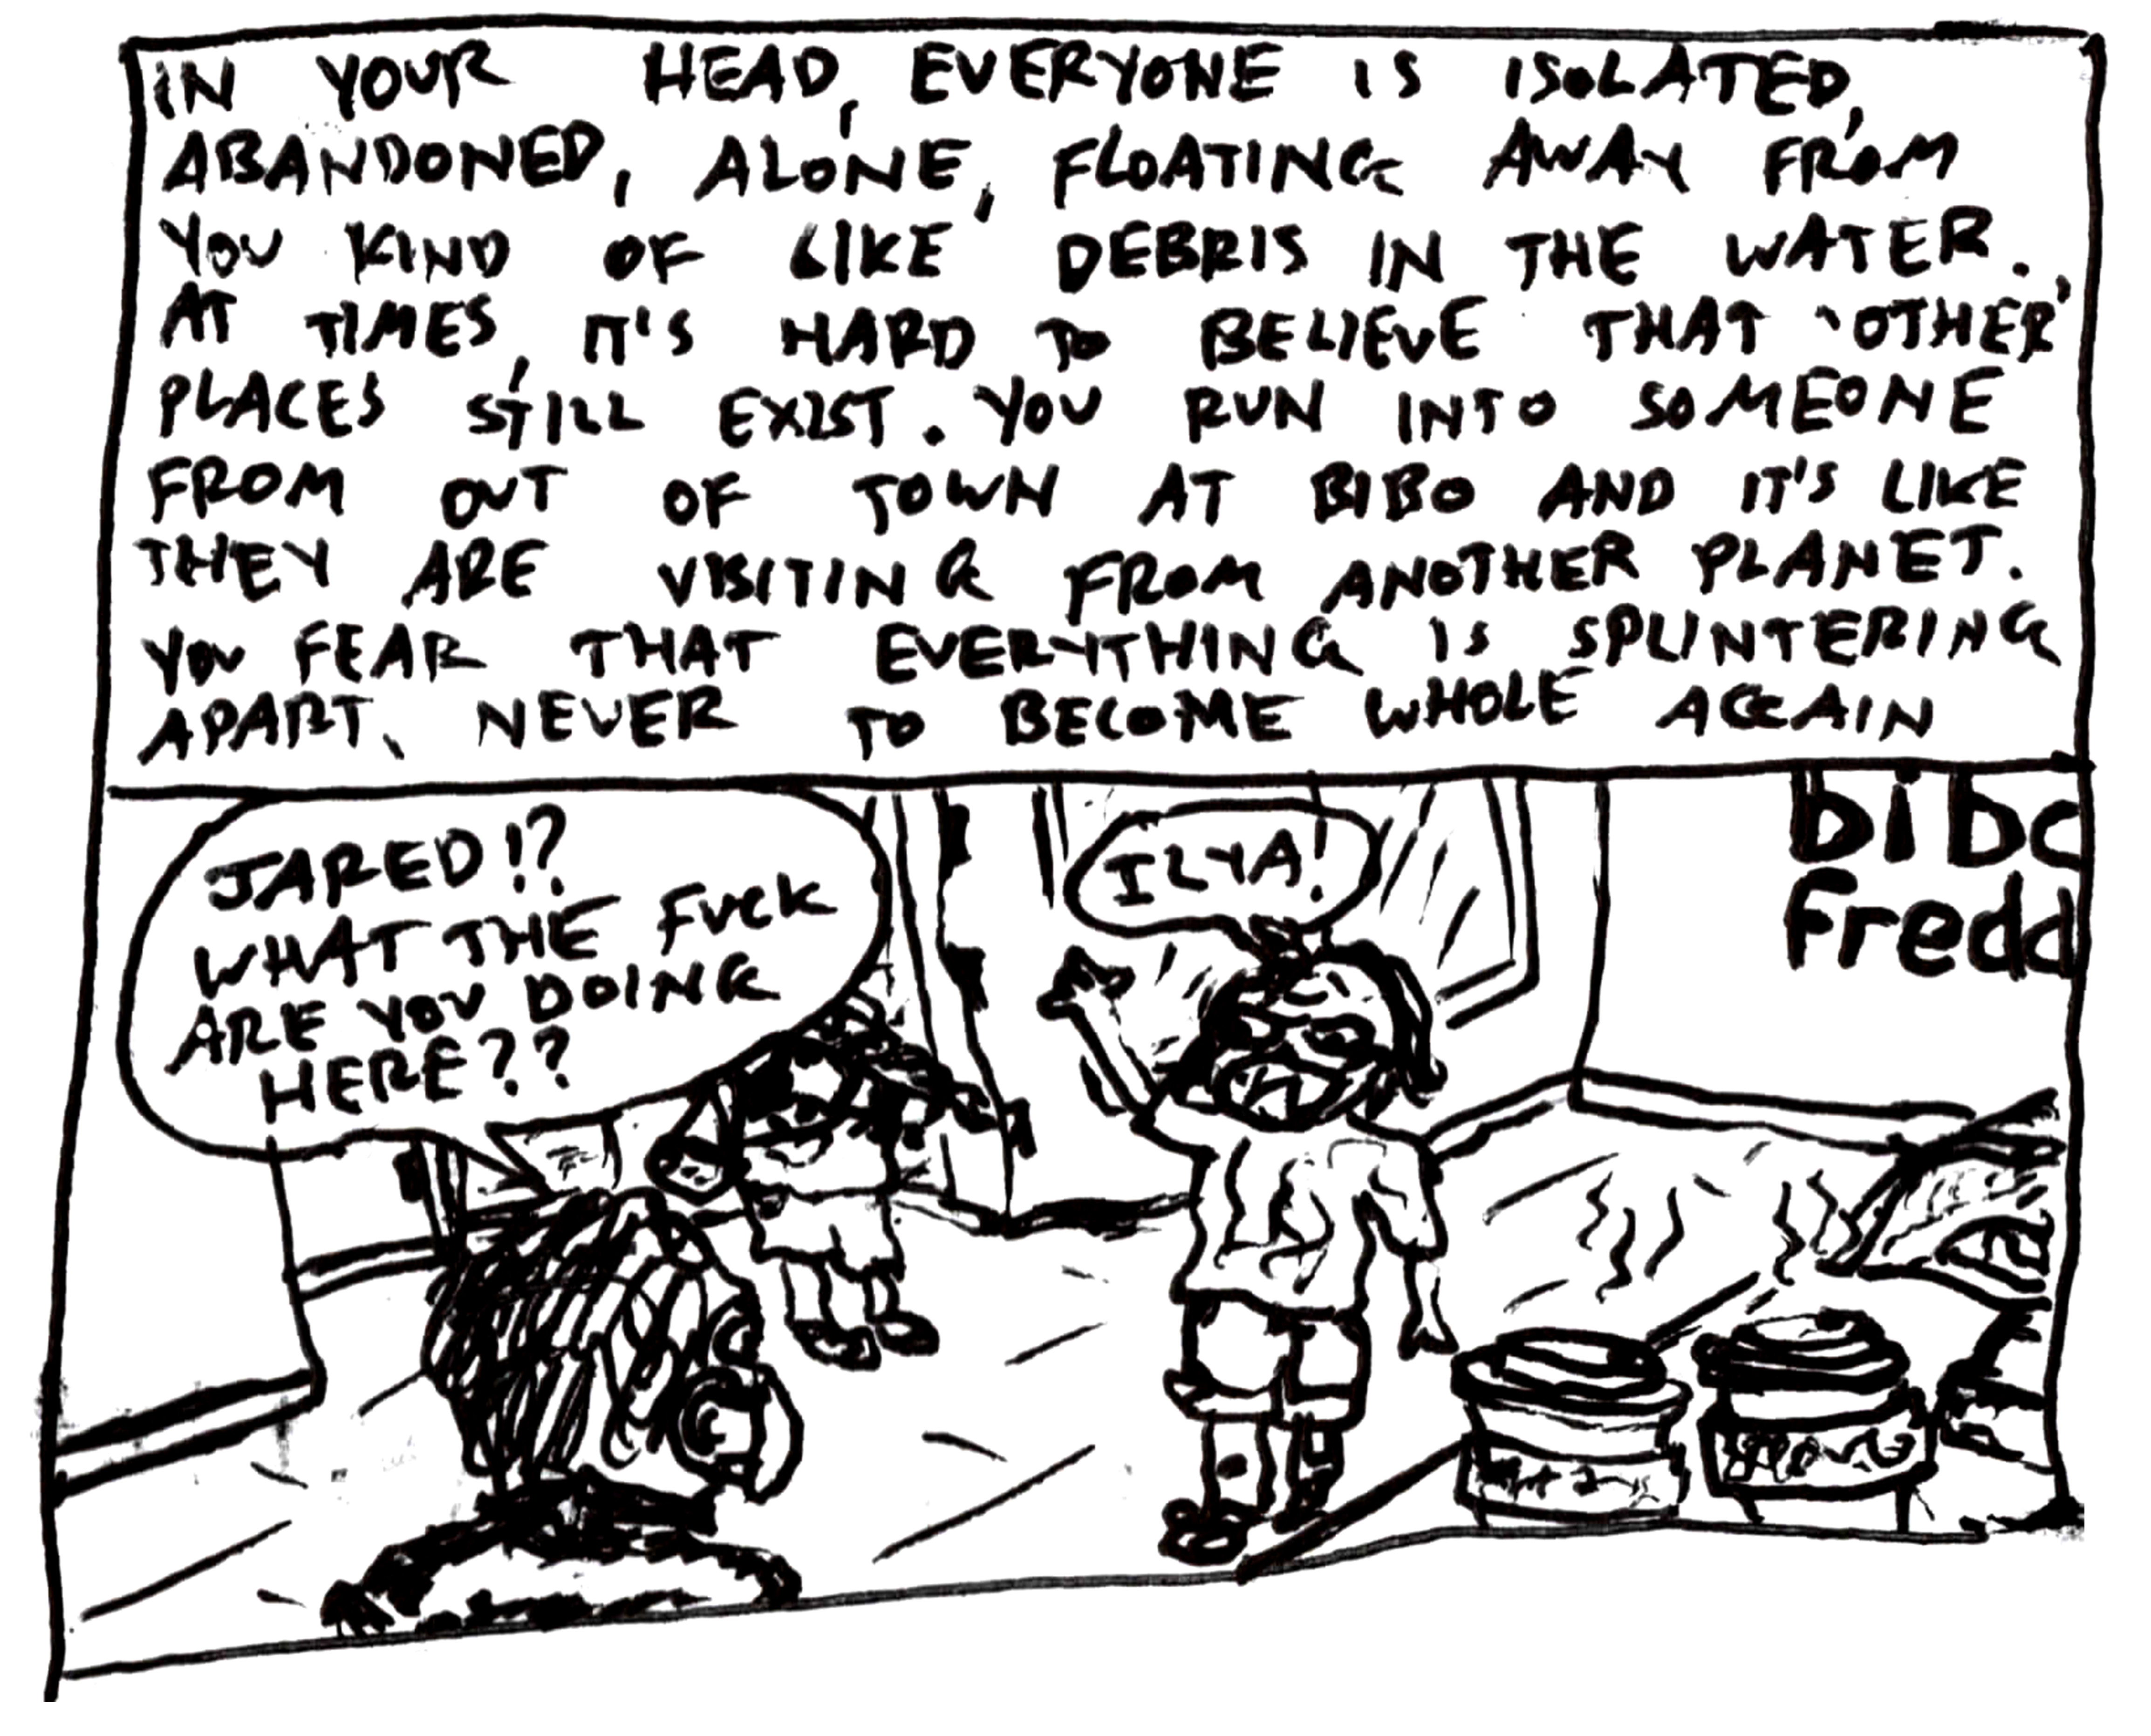 IN YOUR HEAD, EVERYONE IS ISOLATED,
ABANDONED, ALONE, FLOATING AWAY FROM
YOU KIND OF LIKE DEBRIS IN THE WATER.
AT TIMES, IT'S HARD TO BELIEVE THAT 'OTHER'
PLACES STILL EXIST. YOU RUN INTO SOMEONE
FROM OUT OF TOWN AT BIBO AND IT'S LIKE
THEY ARE VISITING FROM ANOTHER PLANET.
YOU FEAR THAT EVERYTHING IS SPLINTERING
APART, NEVER TO BECOME WHOLE AGAIN
JARED!?
WHAT THE FUCK
ARE YOU DOING
HERE??
ILYA!
bibo
fredd